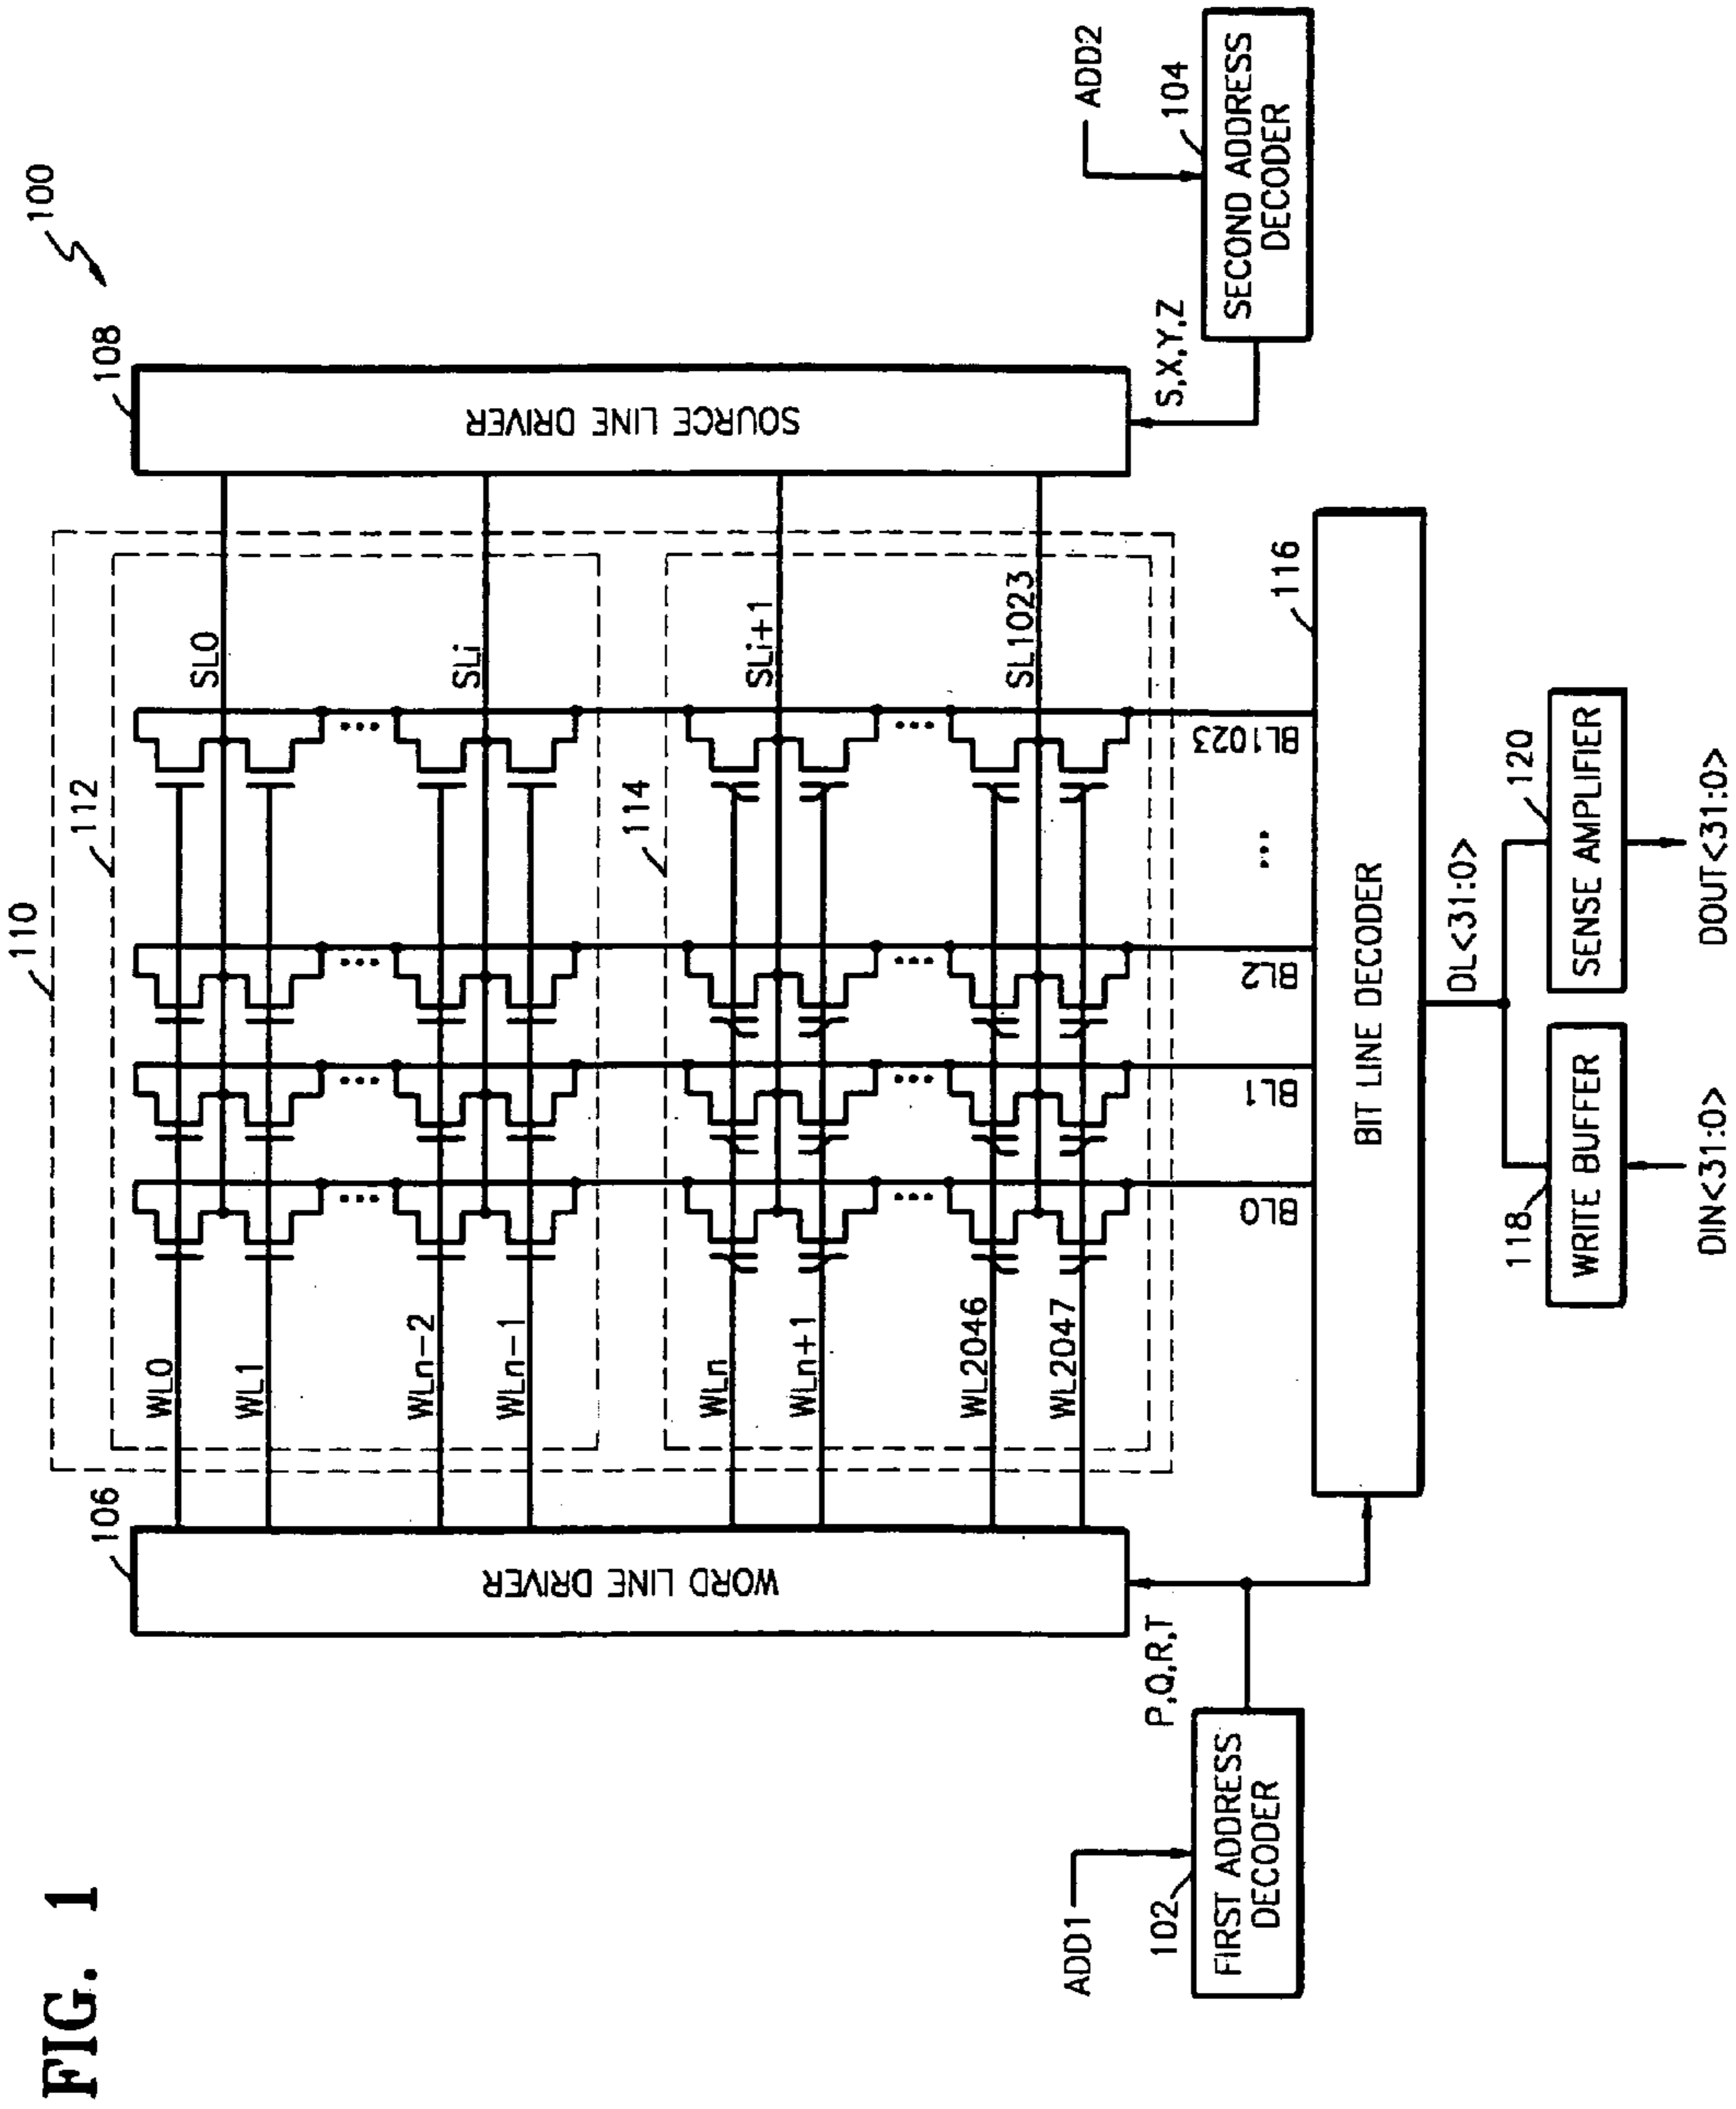 FIG. 1
100
110
112
114
106
WORD LINE DRIVER
108
SOURCE LINE DRIVER
WL0
WL1
WLn-2
WLn-1
WLn
WLn+1
WL2046
WL2047
SL0
SLi
SLi+1
SL1023
...
...
...
...
...
...
...
...
BL0
BL1
BL2
...
BL1023
ADD1
102
FIRST ADDRESS
DECODER
P,Q,R,T
ADD2
104
SECOND ADDRESS
DECODER
S,X,Y,Z
116
BIT LINE DECODER
DL<31:0>
118
WRITE BUFFER
120
SENSE AMPLIFIER
DIN<31:0>
DOUT<31:0>